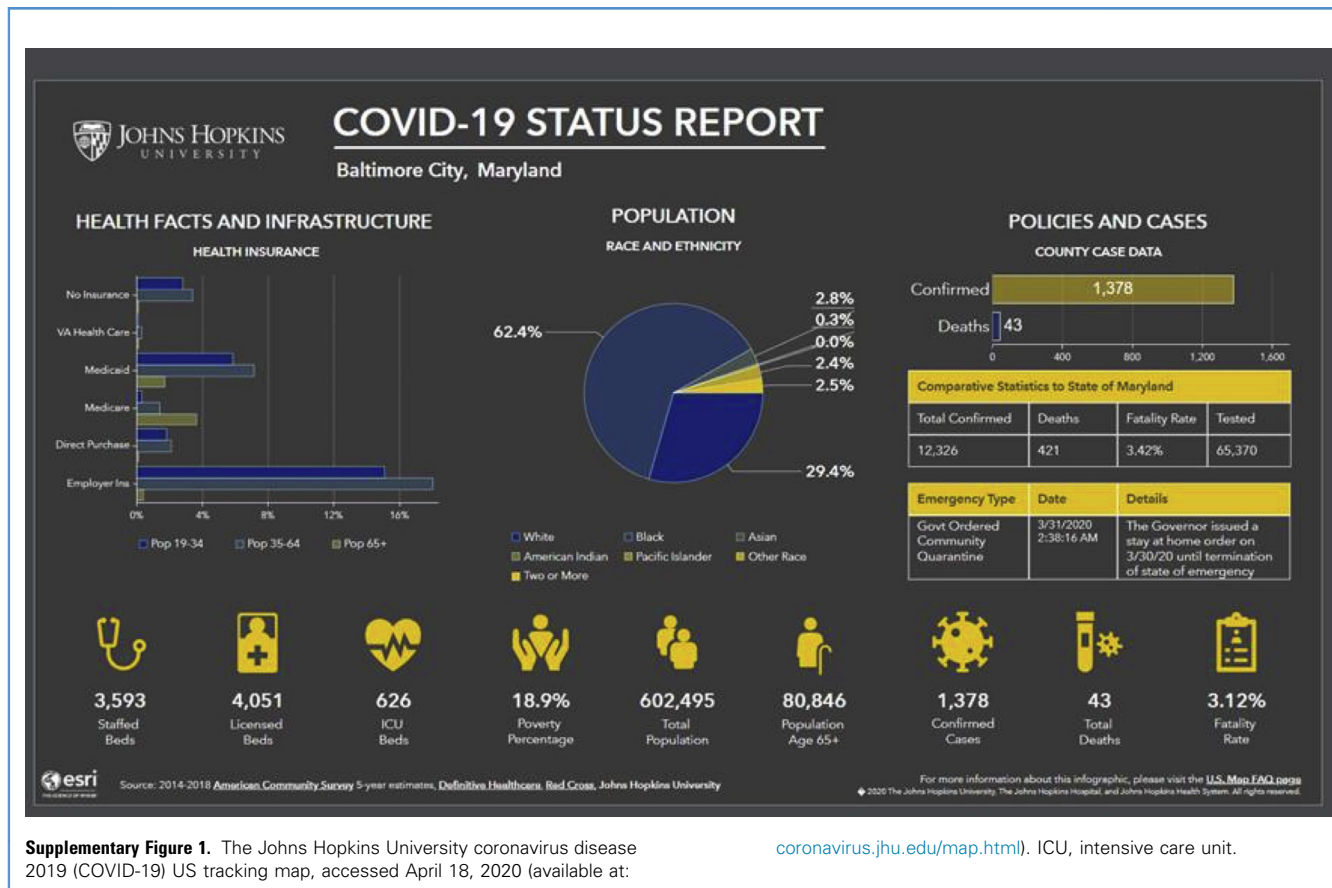 JOHNS HOPKINS
UNIVERSITY
COVID-19 STATUS REPORT
Baltimore City, Maryland
HEALTH FACTS AND INFRASTRUCTURE
HEALTH INSURANCE
No Insurance
VA Health Care
Medicaid
Medicare
Direct Purchase
Employer Ins
0% 4% 8% 12% 16%
Pop 19-34 Pop 35-64 Pop 65+
POPULATION
RACE AND ETHNICITY
62.4%
2.8%
0.3%
0.0%
2.4%
2.5%
29.4%
White Black Asian
American Indian Pacific Islander Other Race
Two or More
POLICIES AND CASES
COUNTY CASE DATA
Confirmed 1,378
Deaths 43
0 400 800 1,200 1,600
Comparative Statistics to State of Maryland
Total Confirmed Deaths Fatality Rate Tested
12,326 421 3.42% 65,370
Emergency Type Date Details
Govt Ordered 3/31/2020 The Governor issued a
Community 2:38:16 AM stay at home order on
Quarantine 3/30/20 until termination
of state of emergency
3,593 4,051 626 18.9% 602,495 80,846 1,378 43 3.12%
Staffed Licensed ICU Poverty Total Population Confirmed Total Fatality
Beds Beds Beds Percentage Population Age 65+ Cases Deaths Rate
esri
Source: 2014-2018 American Community Survey 5-year estimates, Definitive Healthcare, Red Cross, Johns Hopkins University
For more information about this infographic, please visit the U.S. Map FAQ page
2020 The Johns Hopkins University, The Johns Hopkins Hospital, and Johns Hopkins Health System. All rights reserved.
Supplementary Figure 1. The Johns Hopkins University coronavirus disease
2019 (COVID-19) US tracking map, accessed April 18, 2020 (available at:
coronavirus.jhu.edu/map.html). ICU, intensive care unit.